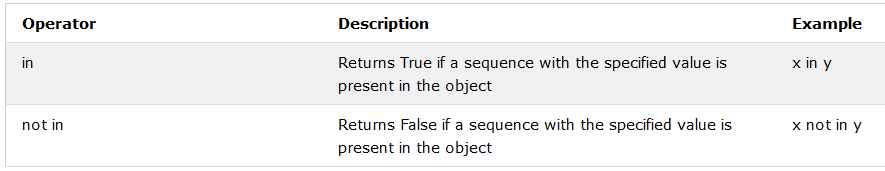 Operator Description Example
in Returns True if a sequence with the specified value is x in y
present in the object
not in Returns False if a sequence with the specified value is x not in y
present in the object